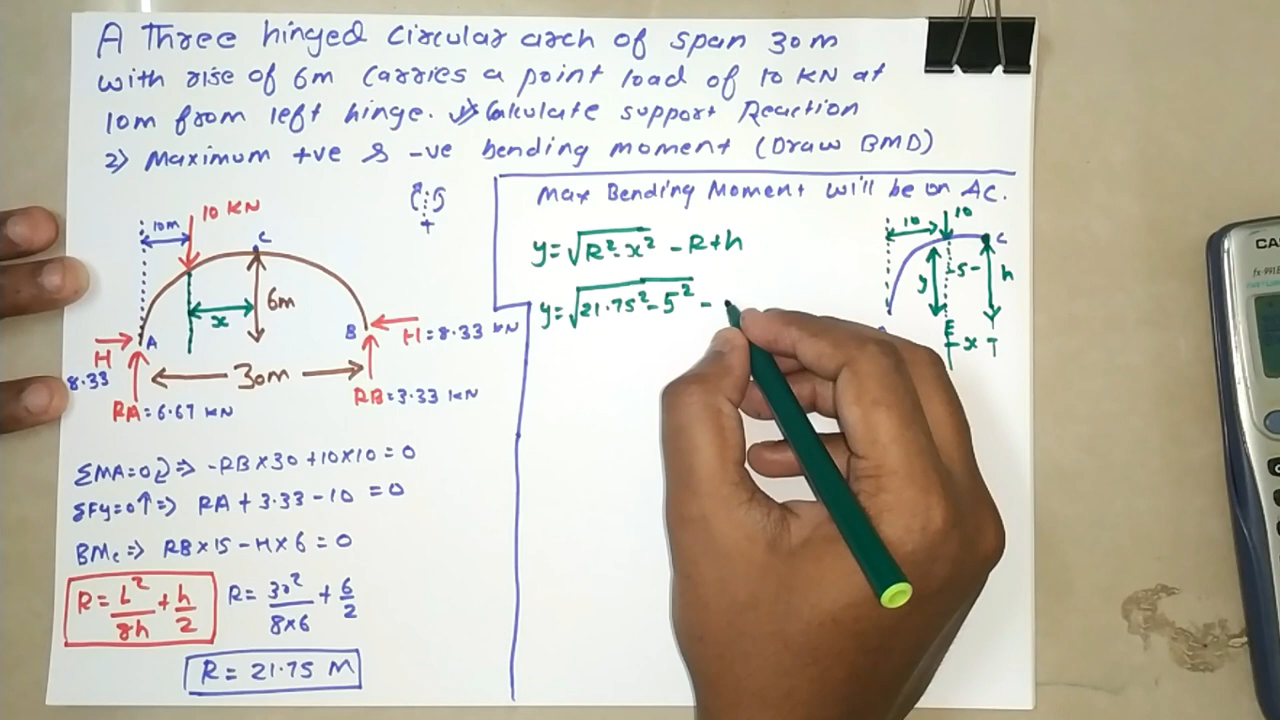 A Three hinged Circular arch of span 30m
with rise of 6m Carries a point load of 10 KN at
10m from left hinge. 1) Calculate support Reaction
2) Maximum +ve & -ve bending moment (Draw BMD)
10m
10 KN
C
6m
x
A
B
H
8.33
H=8.33 KN
30m
RA=6.67 KN
RB=3.33 KN
+
ΣMA=0 ⇒ -RB×30 +10×10=0
ΣFy=0↑⇒ RA + 3.33 - 10 = 0
BMc ⇒ RB×15 - H×6 = 0
R = L²/8h + h/2
R = 30²/8×6 + 6/2
R = 21.75 M
Max Bending Moment will be on AC.
y=√R²-x² - R+h
y=√21.75²-5² -
10
10
C
y
5
h
x
CAS
fx-991